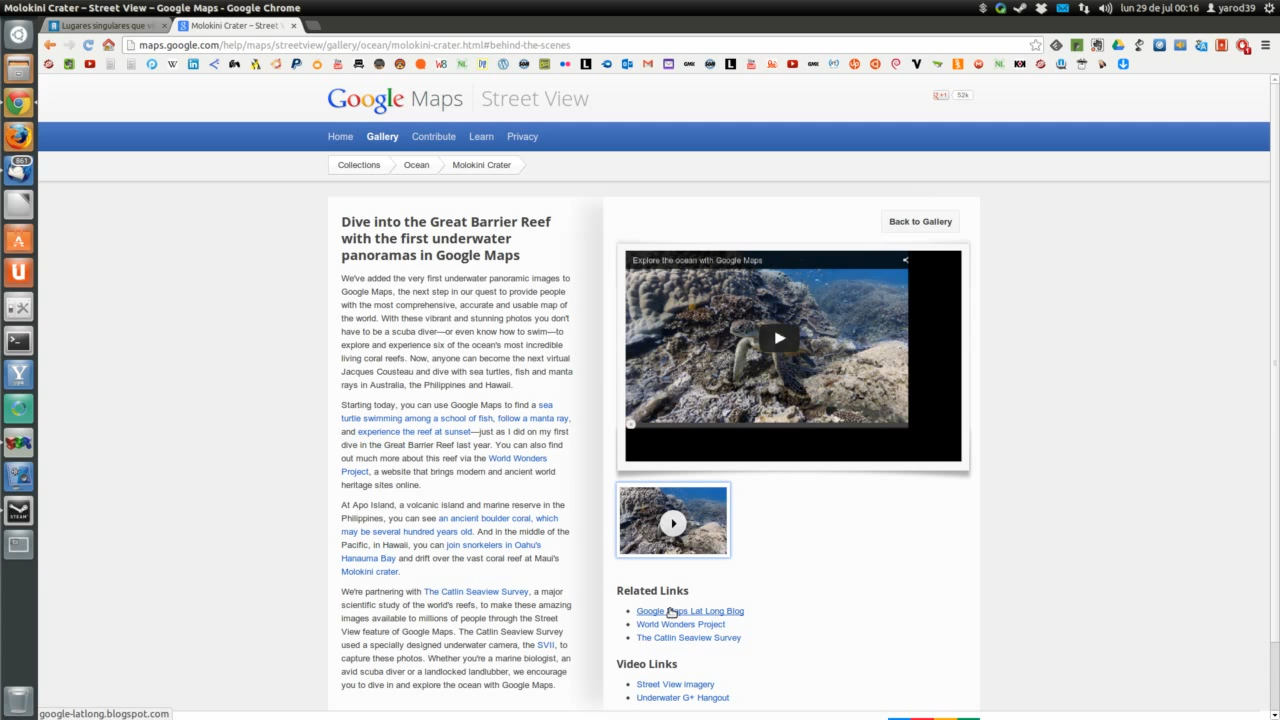 Molokini Crater – Street View – Google Maps - Google Chrome
lun 29 de jul 00:16
yarod39
Lugares singulares que vi
Molokini Crater – Street V
maps.google.com/help/maps/streetview/gallery/ocean/molokini-crater.html#behind-the-scenes
Google Maps
Street View
+1
52k
Home
Gallery
Contribute
Learn
Privacy
Collections
Ocean
Molokini Crater
861
Dive into the Great Barrier Reef
with the first underwater
panoramas in Google Maps
We've added the very first underwater panoramic images to
Google Maps, the next step in our quest to provide people
with the most comprehensive, accurate and usable map of
the world. With these vibrant and stunning photos you don't
have to be a scuba diver—or even know how to swim—to
explore and experience six of the ocean's most incredible
living coral reefs. Now, anyone can become the next virtual
Jacques Cousteau and dive with sea turtles, fish and manta
rays in Australia, the Philippines and Hawaii.
Starting today, you can use Google Maps to find a sea
turtle swimming among a school of fish, follow a manta ray,
and experience the reef at sunset—just as I did on my first
dive in the Great Barrier Reef last year. You can also find
out much more about this reef via the World Wonders
Project, a website that brings modern and ancient world
heritage sites online.
At Apo Island, a volcanic island and marine reserve in the
Philippines, you can see an ancient boulder coral, which
may be several hundred years old. And in the middle of the
Pacific, in Hawaii, you can join snorkelers in Oahu's
Hanauma Bay and drift over the vast coral reef at Maui's
Molokini crater.
We're partnering with The Catlin Seaview Survey, a major
scientific study of the world's reefs, to make these amazing
images available to millions of people through the Street
View feature of Google Maps. The Catlin Seaview Survey
used a specially designed underwater camera, the SVII, to
capture these photos. Whether you're a marine biologist, an
avid scuba diver or a landlocked landlubber, we encourage
you to dive in and explore the ocean with Google Maps.
Back to Gallery
Explore the ocean with Google Maps
Related Links
Google Maps Lat Long Blog
World Wonders Project
The Catlin Seaview Survey
Video Links
Street View imagery
Underwater G+ Hangout
google-latlong.blogspot.com